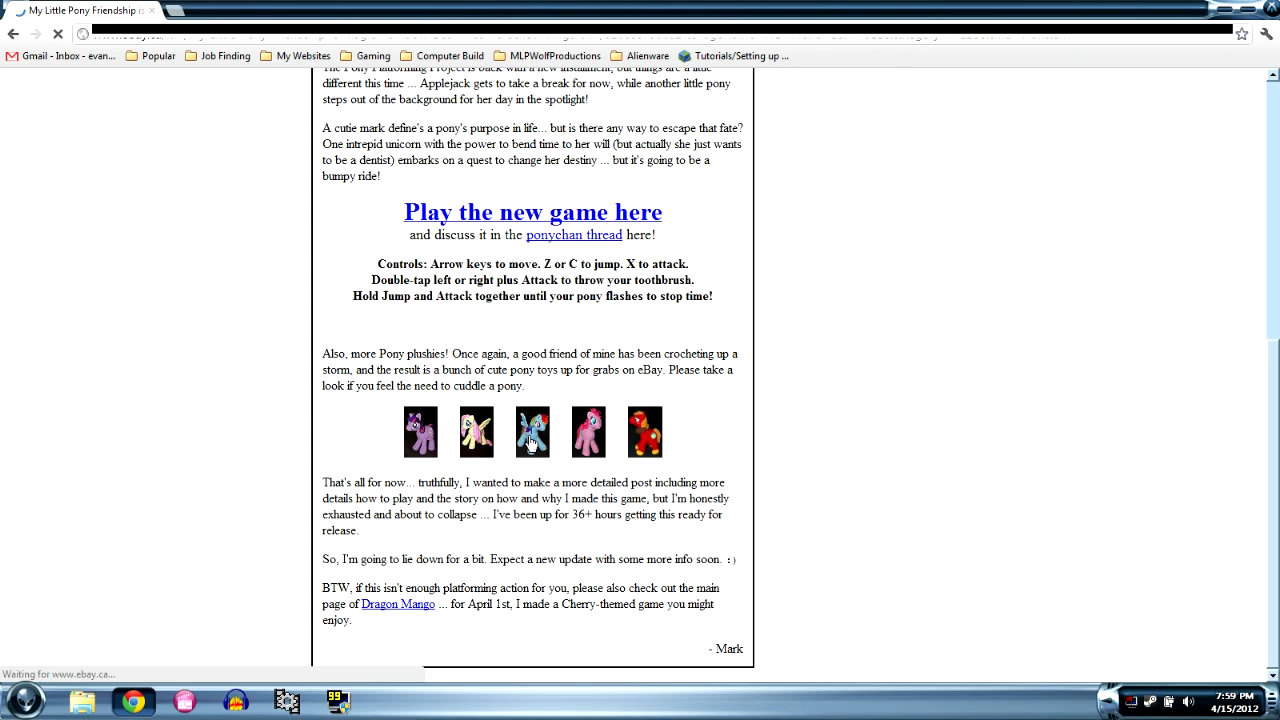 My Little Pony Friendship
Gmail - Inbox - evan...
Popular
Job Finding
My Websites
Gaming
Computer Build
MLPWolfProductions
Alienware
Tutorials/Setting up ...
The Pony Platforming Project is back with a new installment, but things are a little
different this time ... Applejack gets to take a break for now, while another little pony
steps out of the background for her day in the spotlight!
A cutie mark define's a pony's purpose in life... but is there any way to escape that fate?
One intrepid unicorn with the power to bend time to her will (but actually she just wants
to be a dentist) embarks on a quest to change her destiny ... but it's going to be a
bumpy ride!
Play the new game here
and discuss it in the ponychan thread here!
Controls: Arrow keys to move. Z or C to jump. X to attack.
Double-tap left or right plus Attack to throw your toothbrush.
Hold Jump and Attack together until your pony flashes to stop time!
Also, more Pony plushies! Once again, a good friend of mine has been crocheting up a
storm, and the result is a bunch of cute pony toys up for grabs on eBay. Please take a
look if you feel the need to cuddle a pony.
That's all for now... truthfully, I wanted to make a more detailed post including more
details how to play and the story on how and why I made this game, but I'm honestly
exhausted and about to collapse ... I've been up for 36+ hours getting this ready for
release.
So, I'm going to lie down for a bit. Expect a new update with some more info soon. :)
BTW, if this isn't enough platforming action for you, please also check out the main
page of Dragon Mango ... for April 1st, I made a Cherry-themed game you might
enjoy.
- Mark
Waiting for www.ebay.ca...
99
7:59 PM
4/15/2012